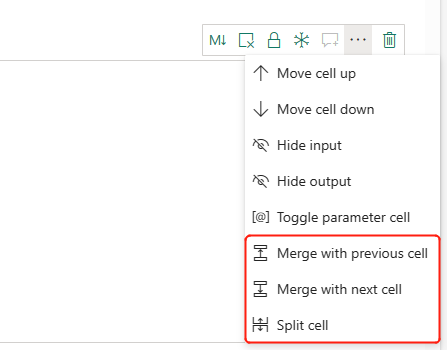 M↓
Move cell up
Move cell down
Hide input
Hide output
[@] Toggle parameter cell
Merge with previous cell
Merge with next cell
Split cell